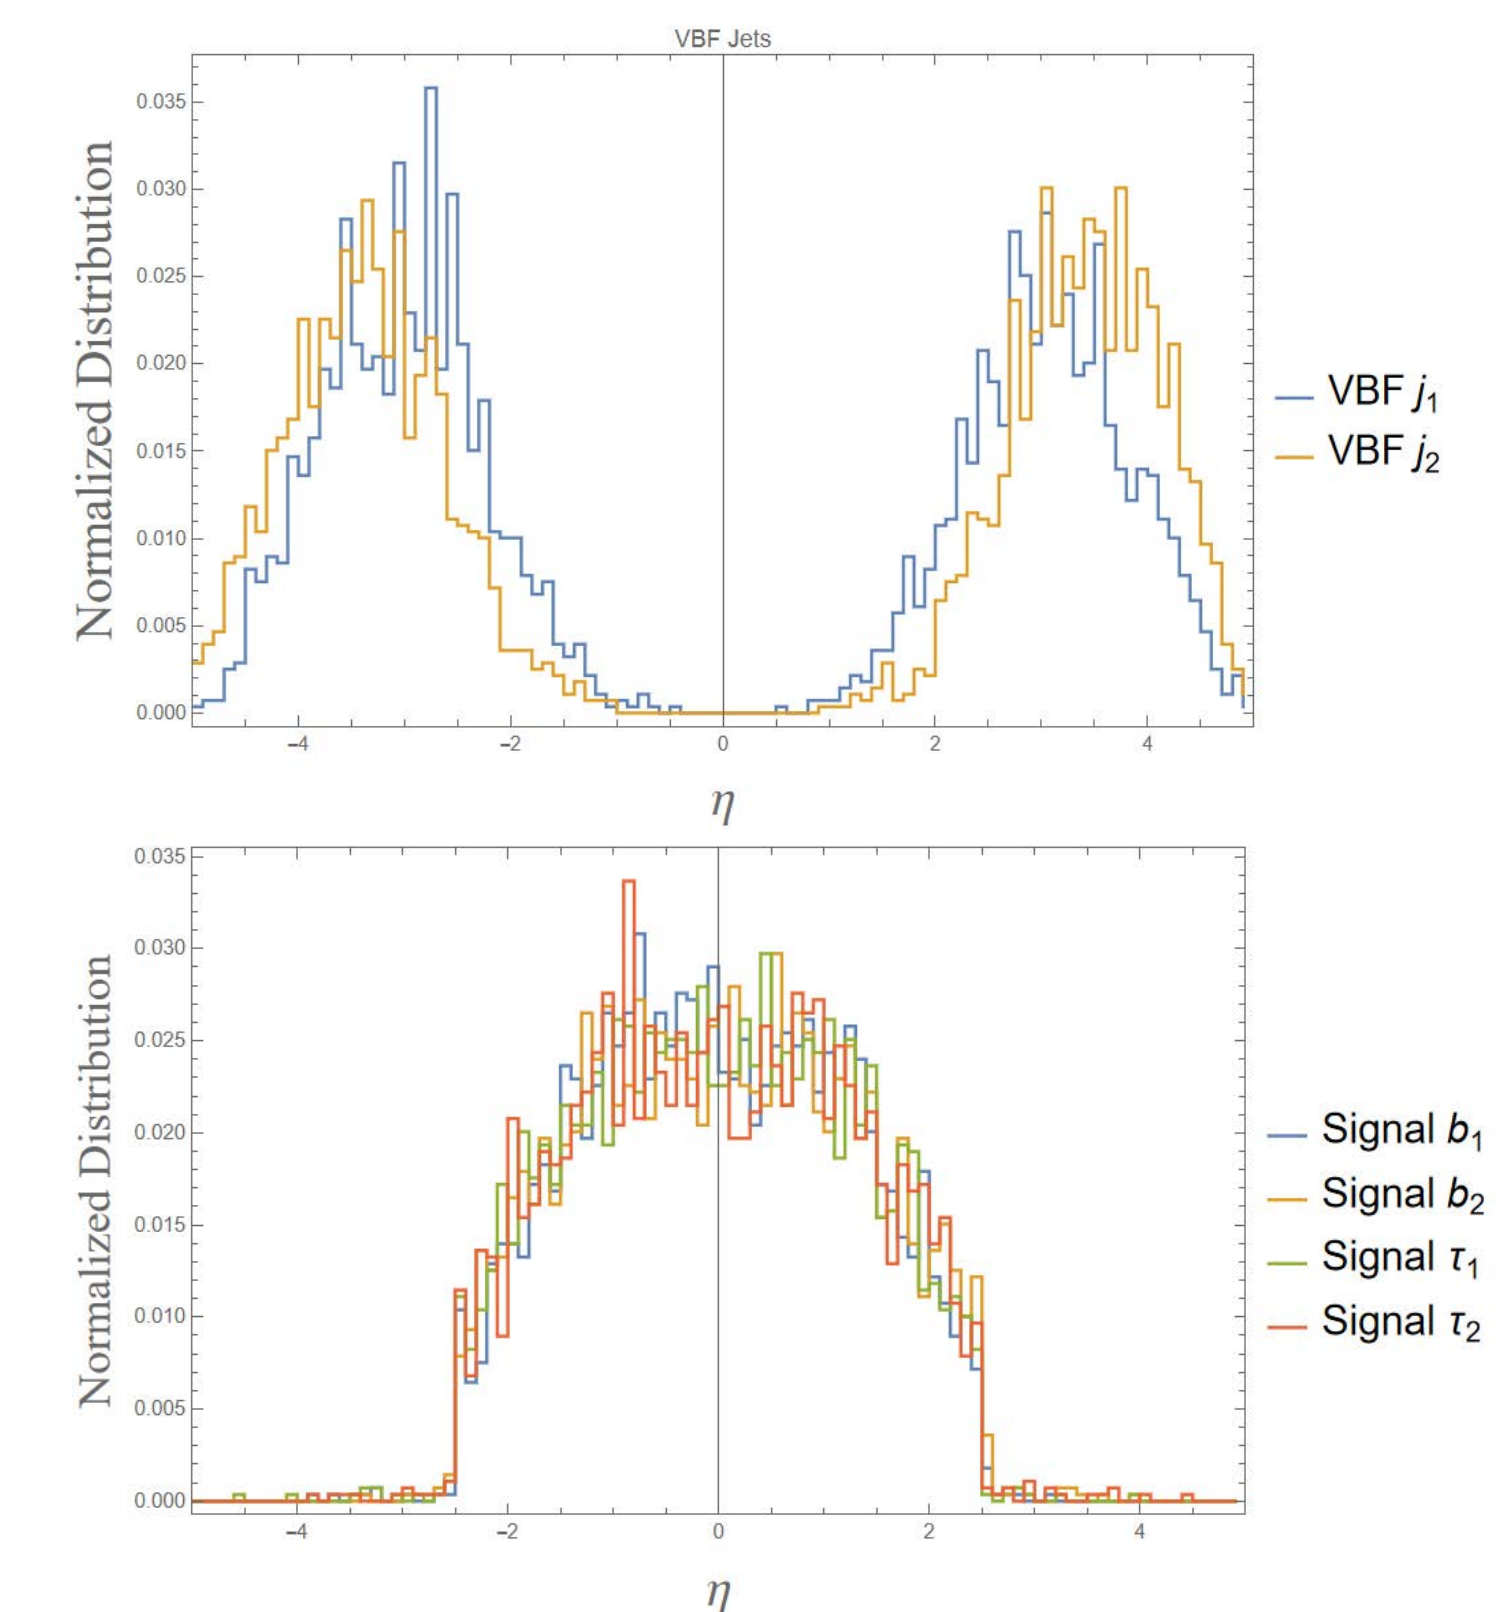 VBF Jets
Normalized Distribution
0.035
0.030
0.025
0.020
0.015
0.010
0.005
0.000
−4 −2 0 2 4
η
VBF j₁
VBF j₂
Normalized Distribution
0.035
0.030
0.025
0.020
0.015
0.010
0.005
0.000
−4 −2 0 2 4
η
Signal b₁
Signal b₂
Signal τ₁
Signal τ₂